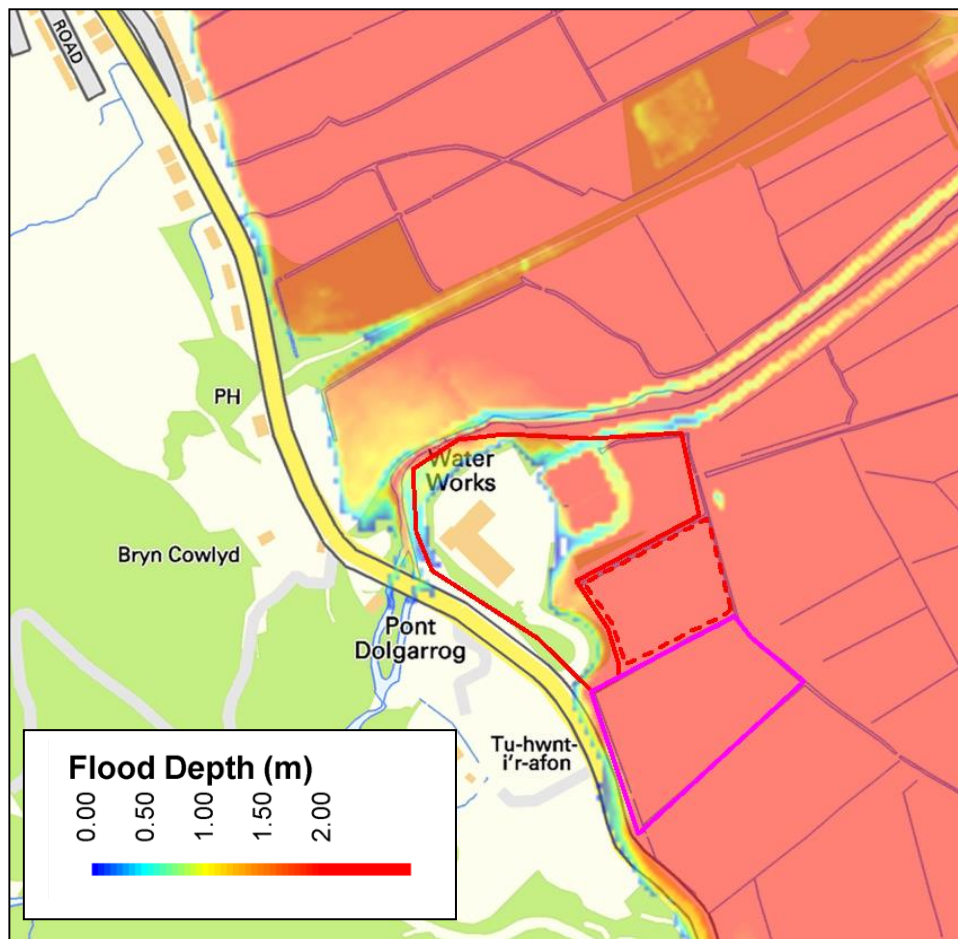 ROAD
PH
Water
Works
Bryn Cowlyd
Pont
Dolgarrog
Tu-hwnt-
i'r-afon
Flood Depth (m)
0.00
0.50
1.00
1.50
2.00